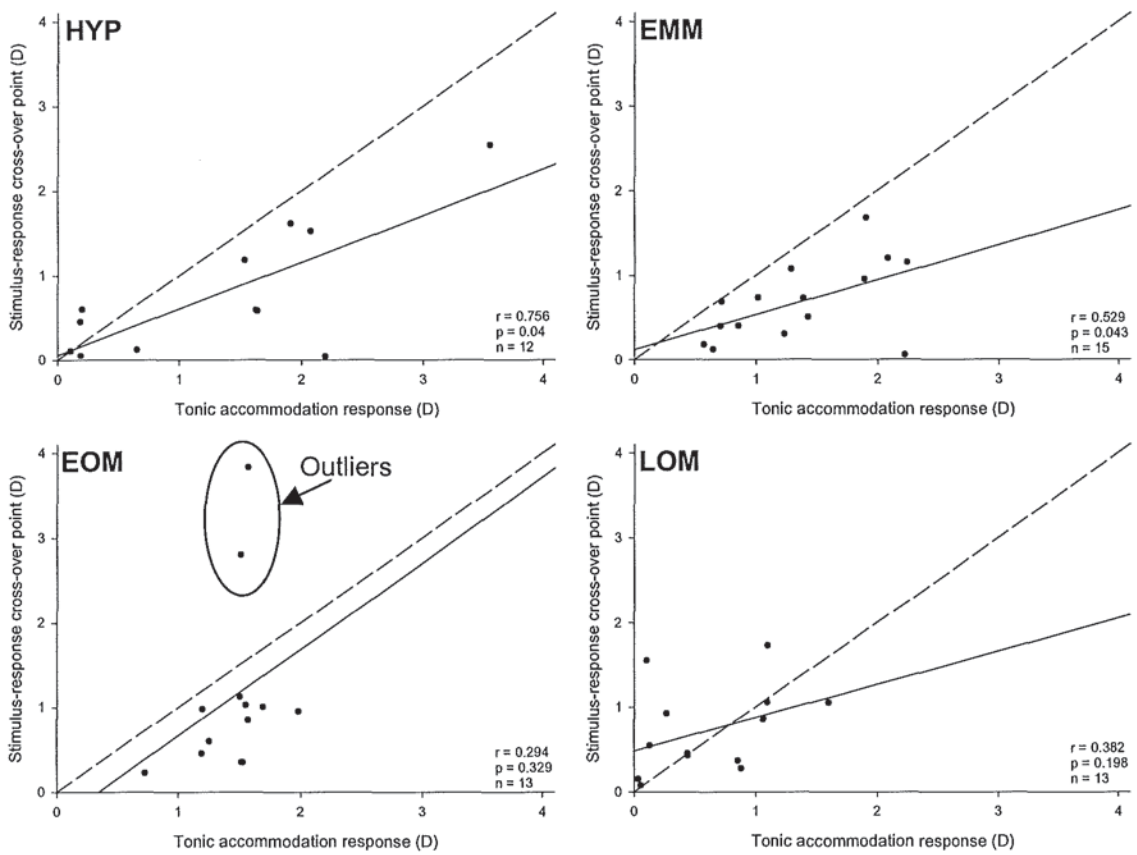 HYP
Stimulus-response cross-over point (D)
4
3
2
1
0
r = 0.756
p = 0.04
n = 12
0 1 2 3 4
Tonic accommodation response (D)
EMM
Stimulus-response cross-over point (D)
4
3
2
1
0
r = 0.529
p = 0.043
n = 15
0 1 2 3 4
Tonic accommodation response (D)
EOM
Outliers
Stimulus-response cross-over point (D)
4
3
2
1
0
r = 0.294
p = 0.329
n = 13
0 1 2 3 4
Tonic accommodation response (D)
LOM
Stimulus-response cross-over point (D)
4
3
2
1
0
r = 0.382
p = 0.198
n = 13
0 1 2 3 4
Tonic accommodation response (D)